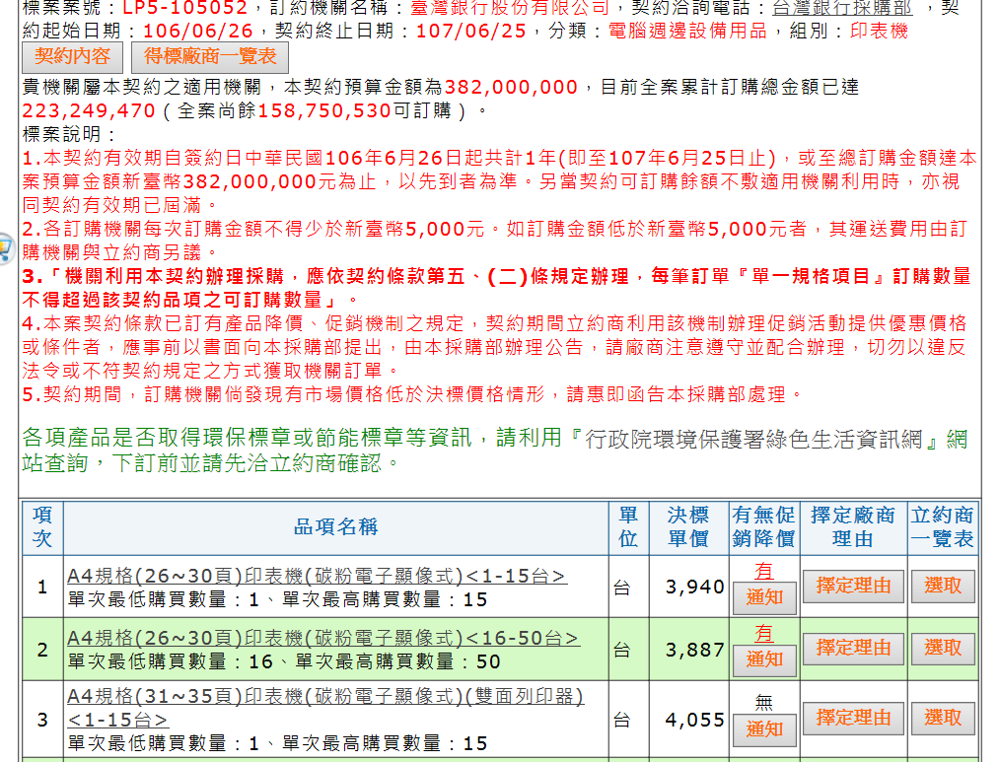 標案案號：LP5-105052，訂約機關名稱：臺灣銀行股份有限公司，契約洽詢電話：台灣銀行採購部 ，契
約起始日期：106/06/26，契約終止日期：107/06/25，分類：電腦週邊設備用品，組別：印表機
契約內容 得標廠商一覽表
貴機關屬本契約之適用機關，本契約預算金額為382,000,000，目前全案累計訂購總金額已達
223,249,470（全案尚餘158,750,530可訂購）。
標案說明：
1.本契約有效期自簽約日中華民國106年6月26日起共計1年(即至107年6月25日止)，或至總訂購金額達本
案預算金額新臺幣382,000,000元為止，以先到者為準。另當契約可訂購餘額不敷適用機關利用時，亦視
同契約有效期已屆滿。
2.各訂購機關每次訂購金額不得少於新臺幣5,000元。如訂購金額低於新臺幣5,000元者，其運送費用由訂
購機關與立約商另議。
3.「機關利用本契約辦理採購，應依契約條款第五、(二)條規定辦理，每筆訂單『單一規格項目』訂購數量
不得超過該契約品項之可訂購數量」。
4.本案契約條款已訂有產品降價、促銷機制之規定，契約期間立約商利用該機制辦理促銷活動提供優惠價格
或條件者，應事前以書面向本採購部提出，由本採購部辦理公告，請廠商注意遵守並配合辦理，切勿以違反
法令或不符契約規定之方式獲取機關訂單。
5.契約期間，訂購機關倘發現有市場價格低於決標價格情形，請惠即函告本採購部處理。
各項產品是否取得環保標章或節能標章等資訊，請利用『行政院環境保護署綠色生活資訊網』網
站查詢，下訂前並請先洽立約商確認。
項次 品項名稱 單位 決標單價 有無促銷降價 擇定廠商理由 立約商一覽表
1 A4規格(26~30頁)印表機(碳粉電子顯像式)<1-15台> 台 3,940 有 通知 擇定理由 選取
單次最低購買數量：1、單次最高購買數量：15
2 A4規格(26~30頁)印表機(碳粉電子顯像式)<16-50台> 台 3,887 有 通知 擇定理由 選取
單次最低購買數量：16、單次最高購買數量：50
3 A4規格(31~35頁)印表機(碳粉電子顯像式)(雙面列印器)
<1-15台> 台 4,055 無 通知 擇定理由 選取
單次最低購買數量：1、單次最高購買數量：15